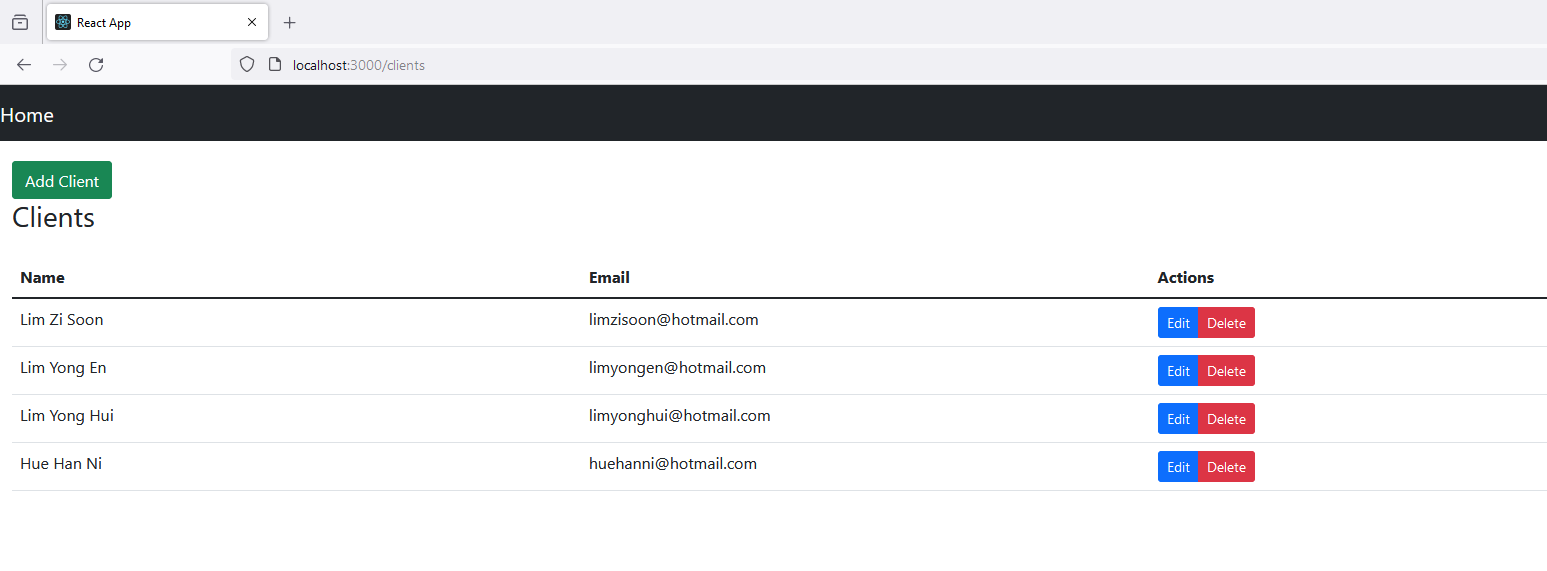 React App
localhost:3000/clients
Home
Add Client
Clients
Name Email Actions
Lim Zi Soon limzisoon@hotmail.com Edit Delete
Lim Yong En limyongen@hotmail.com Edit Delete
Lim Yong Hui limyonghui@hotmail.com Edit Delete
Hue Han Ni huehanni@hotmail.com Edit Delete